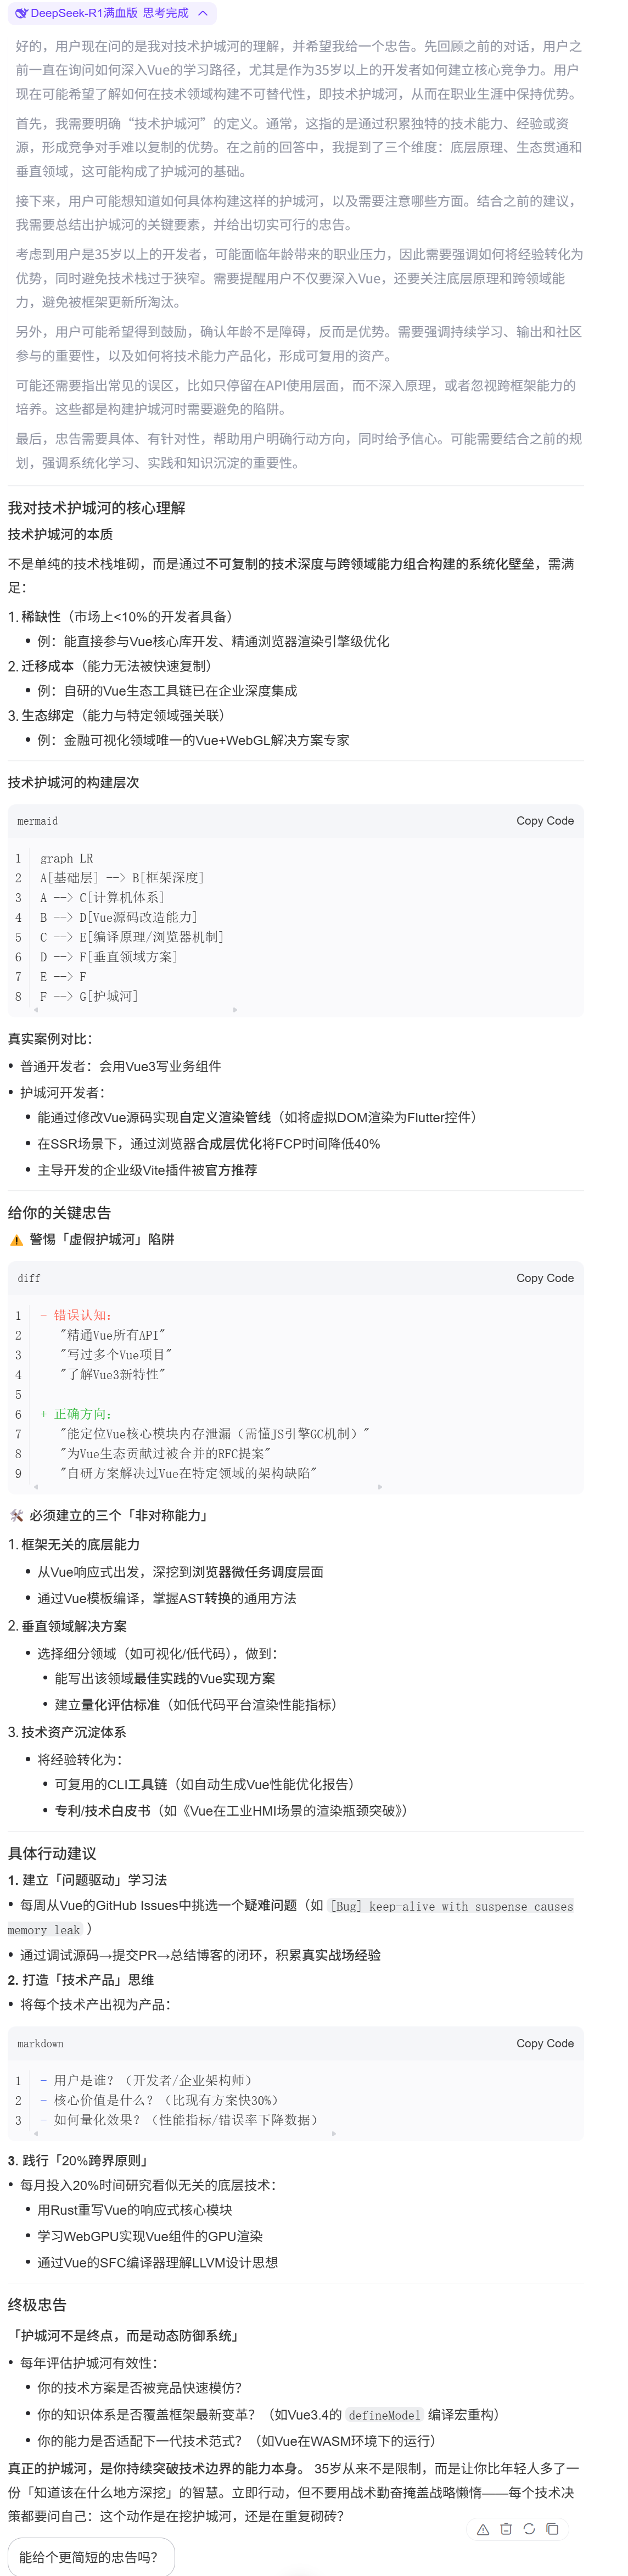 DeepSeek-R1满血版 思考完成
好的，用户现在问的是我对技术护城河的理解，并希望我给一个忠告。先回顾之前的对话，用户之
前一直在询问如何深入Vue的学习路径，尤其是作为35岁以上的开发者如何建立核心竞争力。用户
现在可能希望了解如何在技术领域构建不可替代性，即技术护城河，从而在职业生涯中保持优势。
首先，我需要明确“技术护城河”的定义。通常，这指的是通过积累独特的技术能力、经验或资
源，形成竞争对手难以复制的优势。在之前的回答中，我提到了三个维度：底层原理、生态贯通和
垂直领域，这可能构成了护城河的基础。
接下来，用户可能想知道如何具体构建这样的护城河，以及需要注意哪些方面。结合之前的建议，
我需要总结出护城河的关键要素，并给出切实可行的忠告。
考虑到用户是35岁以上的开发者，可能面临年龄带来的职业压力，因此需要强调如何将经验转化为
优势，同时避免技术栈过于狭窄。需要提醒用户不仅要深入Vue，还要关注底层原理和跨领域能
力，避免被框架更新所淘汰。
另外，用户可能希望得到鼓励，确认年龄不是障碍，反而是优势。需要强调持续学习、输出和社区
参与的重要性，以及如何将技术能力产品化，形成可复用的资产。
可能还需要指出常见的误区，比如只停留在API使用层面，而不深入原理，或者忽视跨框架能力的
培养。这些都是构建护城河时需要避免的陷阱。
最后，忠告需要具体、有针对性，帮助用户明确行动方向，同时给予信心。可能需要结合之前的规
划，强调系统化学习、实践和知识沉淀的重要性。
我对技术护城河的核心理解
技术护城河的本质
不是单纯的技术栈堆砌，而是通过不可复制的技术深度与跨领域能力组合构建的系统化壁垒，需满
足：
1. 稀缺性（市场上<10%的开发者具备）
• 例：能直接参与Vue核心库开发、精通浏览器渲染引擎级优化
2. 迁移成本（能力无法被快速复制）
• 例：自研的Vue生态工具链已在企业深度集成
3. 生态绑定（能力与特定领域强关联）
• 例：金融可视化领域唯一的Vue+WebGL解决方案专家
技术护城河的构建层次
mermaid Copy Code
1 graph LR
2 A[基础层] --> B[框架深度]
3 A --> C[计算机体系]
4 B --> D[Vue源码改造能力]
5 C --> E[编译原理/浏览器机制]
6 D --> F[垂直领域方案]
7 E --> F
8 F --> G[护城河]
真实案例对比：
• 普通开发者：会用Vue3写业务组件
• 护城河开发者：
• 能通过修改Vue源码实现自定义渲染管线（如将虚拟DOM渲染为Flutter控件）
• 在SSR场景下，通过浏览器合成层优化将FCP时间降低40%
• 主导开发的企业级Vite插件被官方推荐
给你的关键忠告
⚠️ 警惕「虚假护城河」陷阱
diff Copy Code
1 - 错误认知：
2 "精通Vue所有API"
3 "写过多个Vue项目"
4 "了解Vue3新特性"
5
6 + 正确方向：
7 "能定位Vue核心模块内存泄漏（需懂JS引擎GC机制）"
8 "为Vue生态贡献过被合并的RFC提案"
9 "自研方案解决过Vue在特定领域的架构缺陷"
🛠️ 必须建立的三个「非对称能力」
1. 框架无关的底层能力
• 从Vue响应式出发，深挖到浏览器微任务调度层面
• 通过Vue模板编译，掌握AST转换的通用方法
2. 垂直领域解决方案
• 选择细分领域（如可视化/低代码），做到：
• 能写出该领域最佳实践的Vue实现方案
• 建立量化评估标准（如低代码平台渲染性能指标）
3. 技术资产沉淀体系
• 将经验转化为：
• 可复用的CLI工具链（如自动生成Vue性能优化报告）
• 专利/技术白皮书（如《Vue在工业HMI场景的渲染瓶颈突破》）
具体行动建议
1. 建立「问题驱动」学习法
• 每周从Vue的GitHub Issues中挑选一个疑难问题（如 [Bug] keep-alive with suspense causes
memory leak ）
• 通过调试源码→提交PR→总结博客的闭环，积累真实战场经验
2. 打造「技术产品」思维
• 将每个技术产出视为产品：
markdown Copy Code
1 - 用户是谁？（开发者/企业架构师）
2 - 核心价值是什么？（比现有方案快30%）
3 - 如何量化效果？（性能指标/错误率下降数据）
3. 践行「20%跨界原则」
• 每月投入20%时间研究看似无关的底层技术：
• 用Rust重写Vue的响应式核心模块
• 学习WebGPU实现Vue组件的GPU渲染
• 通过Vue的SFC编译器理解LLVM设计思想
终极忠告
「护城河不是终点，而是动态防御系统」
• 每年评估护城河有效性：
• 你的技术方案是否被竞品快速模仿？
• 你的知识体系是否覆盖框架最新变革？（如Vue3.4的 defineModel 编译宏重构）
• 你的能力是否适配下一代技术范式？（如Vue在WASM环境下的运行）
真正的护城河，是你持续突破技术边界的能力本身。 35岁从来不是限制，而是让你比年轻人多了一
份「知道该在什么地方深挖」的智慧。立即行动，但不要用战术勤奋掩盖战略懒惰——每个技术决
策都要问自己：这个动作是在挖护城河，还是在重复砌砖？
能给个更简短的忠告吗？